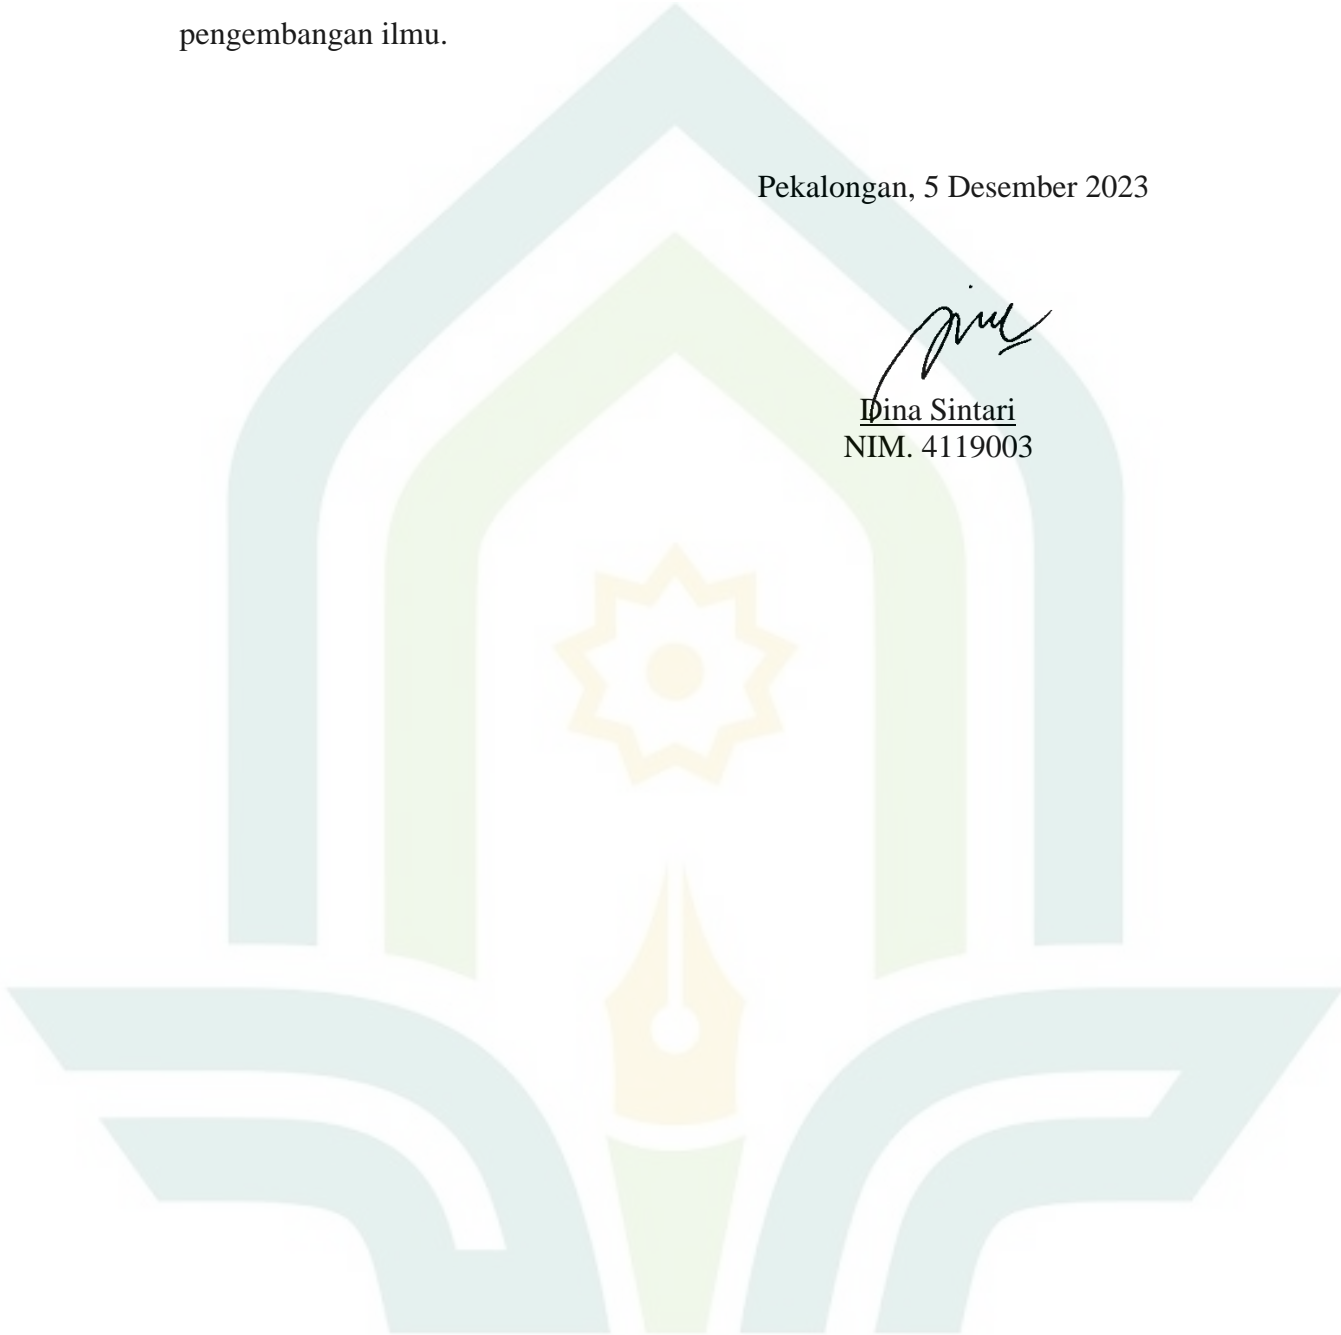 pengembangan ilmu.
Pekalongan, 5 Desember 2023
Dina Sintari
NIM. 4119003